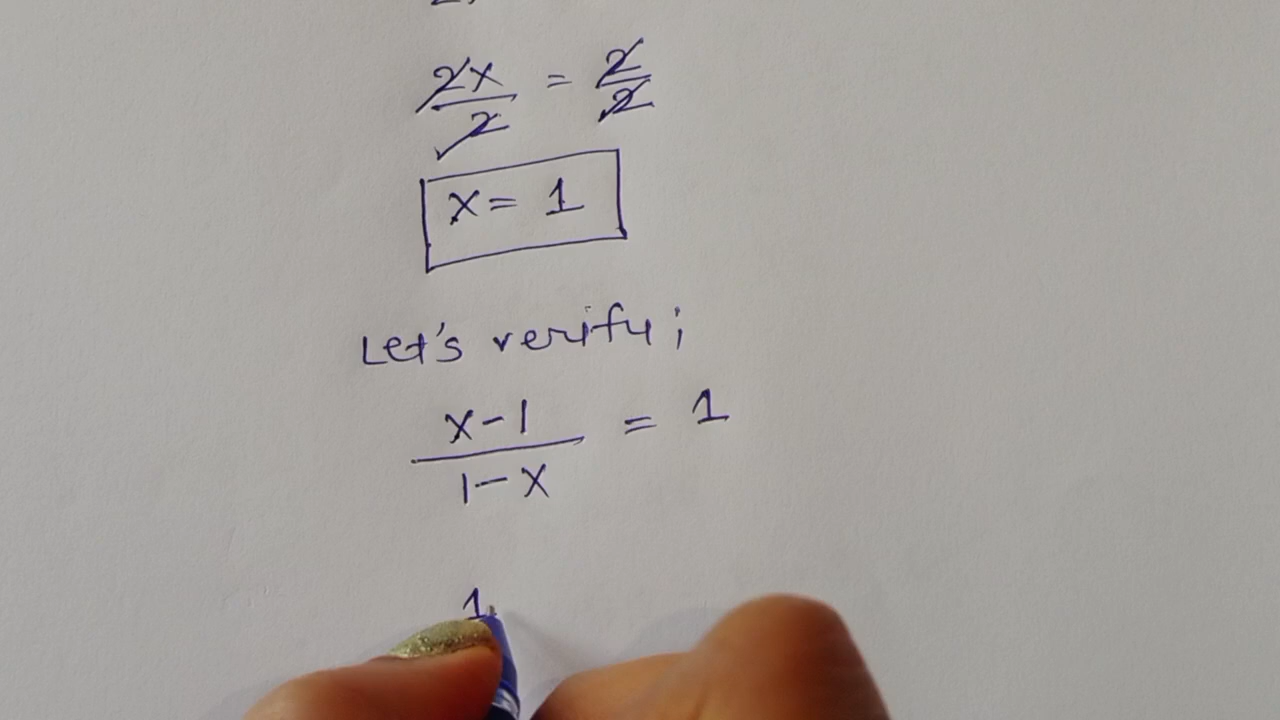 2x/2 = 2/2
x = 1
Let's verify;
x-1/1-x = 1
1